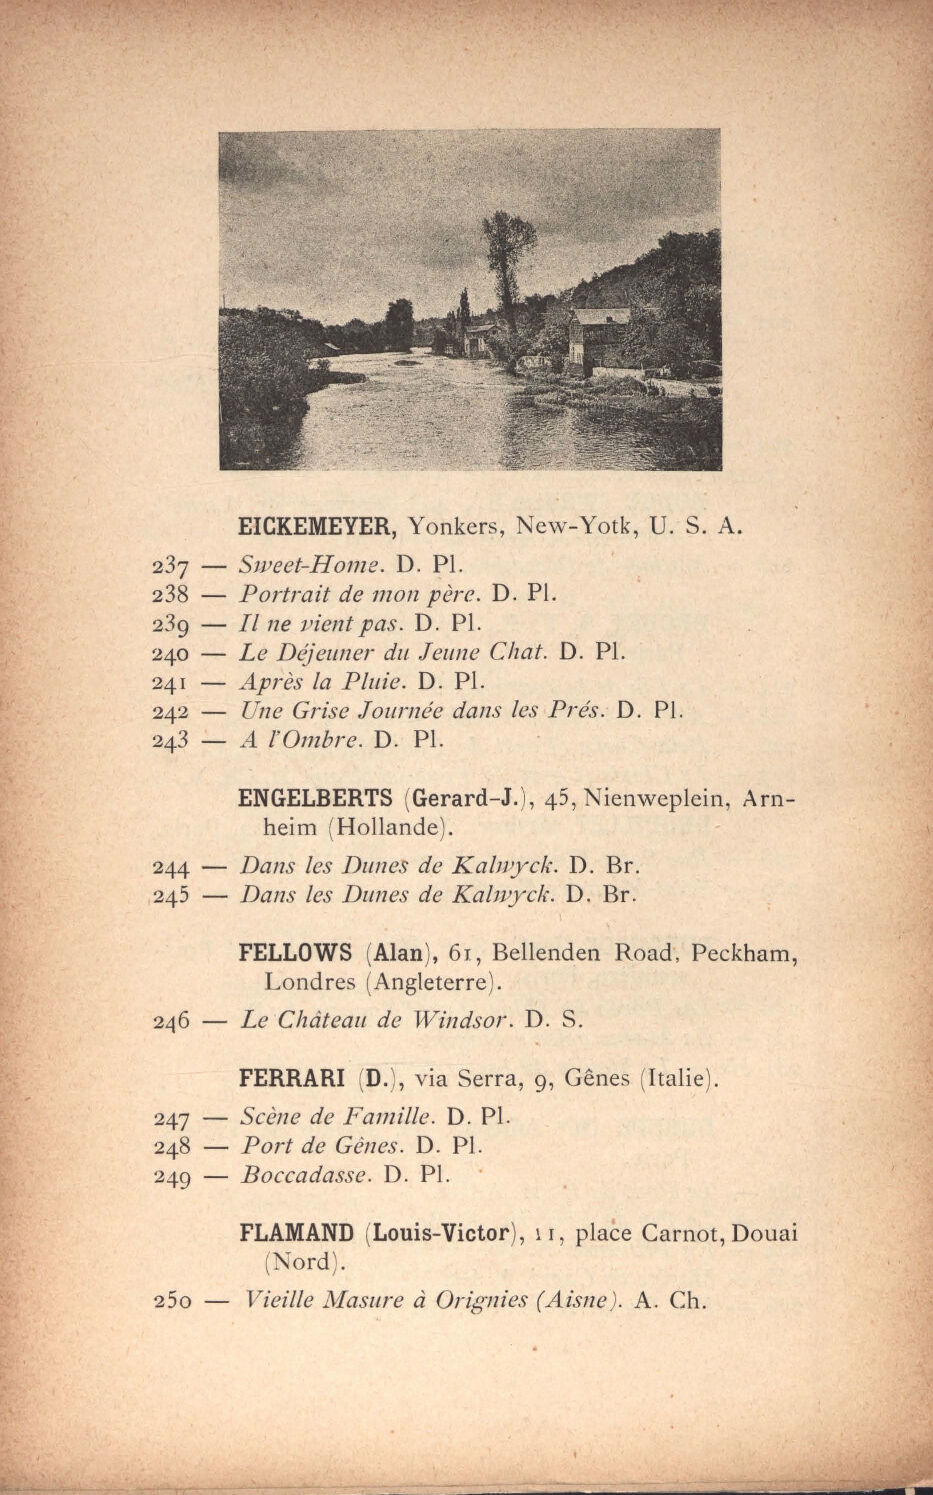 EICKEMEYER, Yonkers, New-Yotk, U. S. A.
237 — Sweet-Home. D. Pl.
238 — Portrait de mon père. D. Pl.
239 — Il ne vient pas. D. Pl.
240 — Le Déjeuner du Jeune Chat. D. Pl.
241 — Après la Pluie. D. Pl.
242 — Une Grise Journée dans les Prés. D. Pl.
243 — A l'Ombre. D. Pl.
ENGELBERTS (Gerard-J.), 45, Nienweplein, Arn-
heim (Hollande).
244 — Dans les Dunes de Kalwyck. D. Br.
245 — Dans les Dunes de Kalwyck. D. Br.
FELLOWS (Alan), 61, Bellenden Road, Peckham,
Londres (Angleterre).
246 — Le Château de Windsor. D. S.
FERRARI (D.), via Serra, 9, Gênes (Italie).
247 — Scène de Famille. D. Pl.
248 — Port de Gênes. D. Pl.
249 — Boccadasse. D. Pl.
FLAMAND (Louis-Victor), 11, place Carnot, Douai
(Nord).
250 — Vieille Masure à Orignies (Aisne). A. Ch.